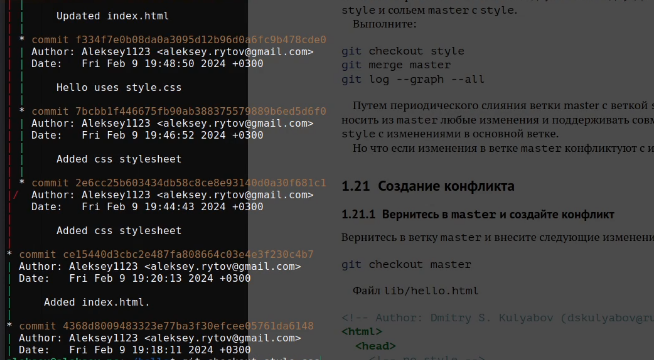 Updated index.html
* commit f334f7e0b08da0a3095d12b96d0a6fc9b478cde0
Author: Aleksey1123 <aleksey.rytov@gmail.com>
Date: Fri Feb 9 19:48:50 2024 +0300
Hello uses style.css
* commit 7bcbb1f446675fb90ab388375579889b6ed5d6f0
Author: Aleksey1123 <aleksey.rytov@gmail.com>
Date: Fri Feb 9 19:46:52 2024 +0300
Added css stylesheet
* commit 2e6cc25b603434db58c8ce8e93140d0a30f681c1
Author: Aleksey1123 <aleksey.rytov@gmail.com>
Date: Fri Feb 9 19:44:43 2024 +0300
Added css stylesheet
* commit ce15440d3cbc2e487fa808664c03e4e3f230c4b7
Author: Aleksey1123 <aleksey.rytov@gmail.com>
Date: Fri Feb 9 19:20:13 2024 +0300
Added index.html.
* commit 4368d8009483323e77ba3f30efcee05761da6148
Author: Aleksey1123 <aleksey.rytov@gmail.com>
Date: Fri Feb 9 19:18:11 2024 +0300
style и сольем master с style.
Выполните:
git checkout style
git merge master
git log --graph --all
Путем периодического слияния ветки master с веткой s
носить из master любые изменения и поддерживать совм
style с изменениями в основной ветке.
Но что если изменения в ветке master конфликтуют с и
1.21 Создание конфликта
1.21.1 Вернитесь в master и создайте конфликт
Вернитесь в ветку master и внесите следующие изменени
git checkout master
Файл lib/hello.html
<!-- Author: Dmitry S. Kulyabov (dskulyabov@ru
<html>
<head>